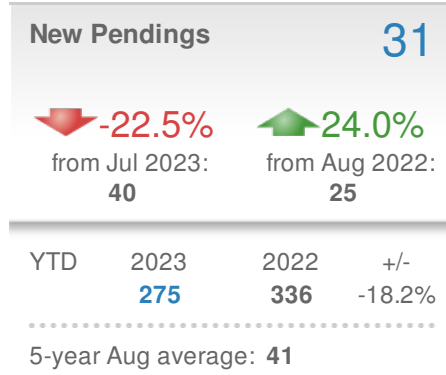 New Pendings 31
-22.5% 24.0%
from Jul 2023: from Aug 2022:
40 25
YTD 2023 2022 +/-
275 336 -18.2%
5-year Aug average: 41